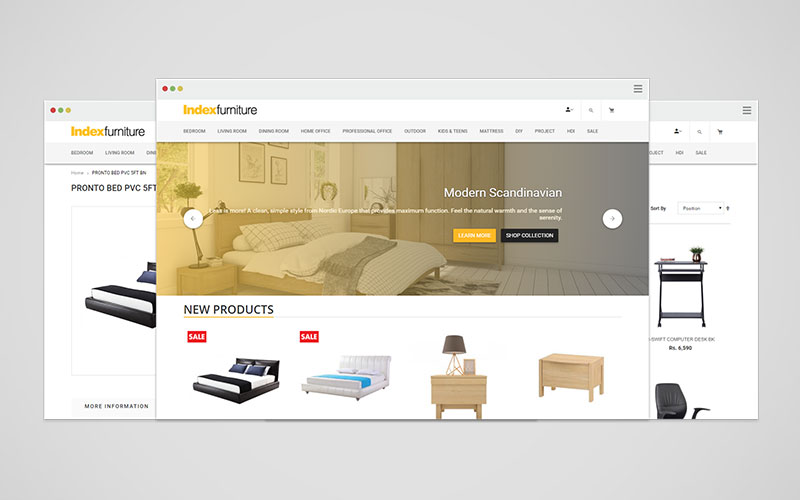 Indexfurniture
BEDROOM LIVING ROOM DINING ROOM HOME OFFICE PROFESSIONAL OFFICE OUTDOOR KIDS & TEENS MATTRESS DIY PROJECT HDI SALE
Modern Scandinavian
Less is more! A clean, simple style from Nordic Europe that provides maximum function. Feel the natural warmth and the sense of
serenity.
LEARN MORE SHOP COLLECTION
NEW PRODUCTS
SALE SALE
Indexfurniture
BEDROOM LIVING ROOM
Home PRONTO BED PVC 5FT BN
PRONTO BED PVC 5FT
MORE INFORMATION
HDI SALE
Sort By Position
COMPUTER DESK BK
Rs. 6,590